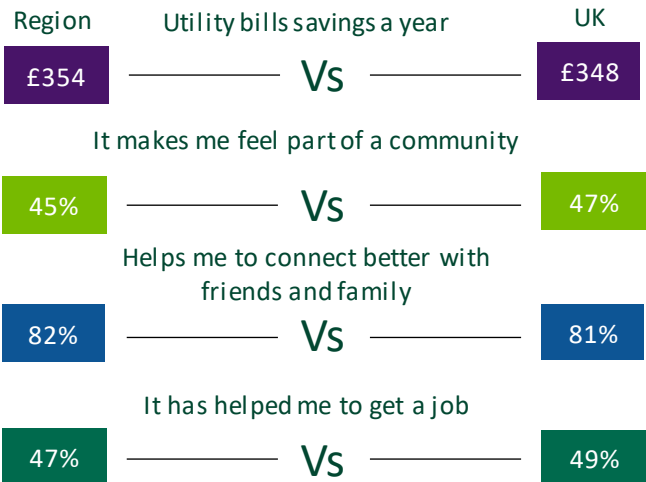 Region Utility bills savings a year UK
£354 Vs £348
It makes me feel part of a community
45% Vs 47%
Helps me to connect better with
friends and family
82% Vs 81%
It has helped me to get a job
47% Vs 49%